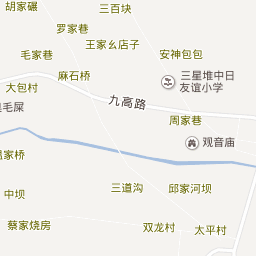 胡家碾
三百块
罗家巷
王家幺店子
毛家巷
安神包包
麻石桥
三星堆中日
友谊小学
大包村
九高路
毛屎
周家巷
观音庙
家桥
三道沟
邱家河坝
中坝
蔡家烧房
双龙村
太平村